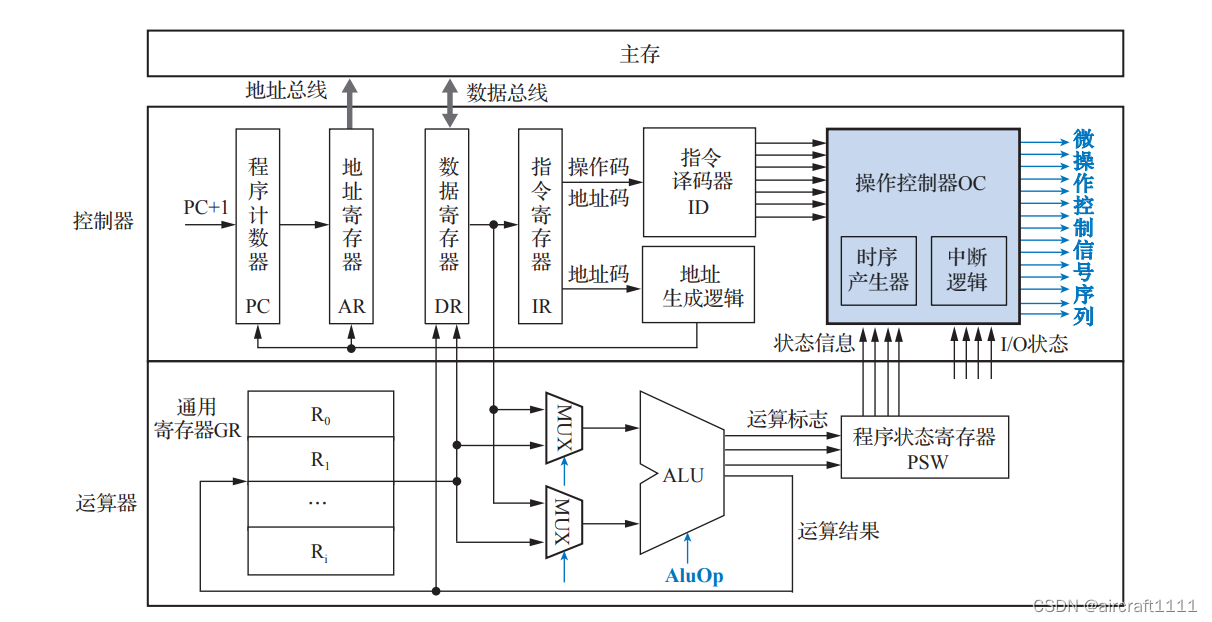 主存
地址总线
数据总线
控制器
PC+1
程序计数器
PC
地址寄存器
AR
数据寄存器
DR
指令寄存器
IR
操作码
地址码
地址码
指令
译码器
ID
地址
生成逻辑
操作控制器OC
时序
产生器
中断
逻辑
微操作控制信号序列
状态信息
I/O状态
运算器
通用
寄存器GR
R0
R1
…
Ri
MUX
MUX
ALU
AluOp
运算标志
程序状态寄存器
PSW
运算结果
CSDN @aircraft1111